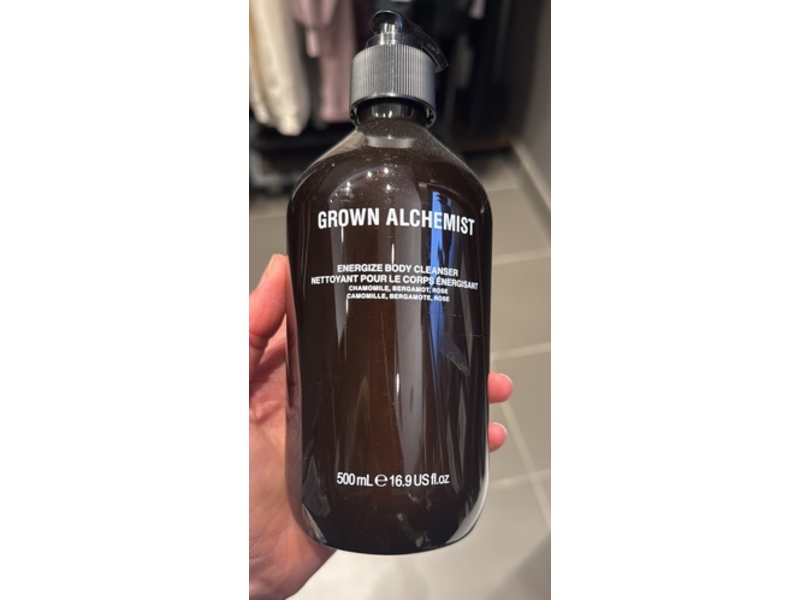 GROWN ALCHEMIST
ENERGIZE BODY CLEANSER
NETTOYANT POUR LE CORPS ÉNERGISANT
CHAMOMILE, BERGAMOT, ROSE
CAMOMILLE, BERGAMOTE, ROSE
500 mL ℮ 16.9 US fl.oz